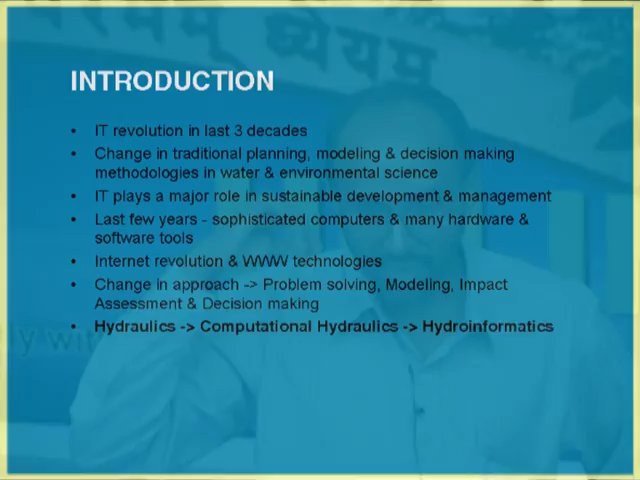 परमम् ध्येयम्
INTRODUCTION
• IT revolution in last 3 decades
• Change in traditional planning, modeling & decision making
methodologies in water & environmental science
• IT plays a major role in sustainable development & management
• Last few years - sophisticated computers & many hardware &
software tools
• Internet revolution & WWW technologies
• Change in approach -> Problem solving, Modeling, Impact
Assessment & Decision making
• Hydraulics -> Computational Hydraulics -> Hydroinformatics